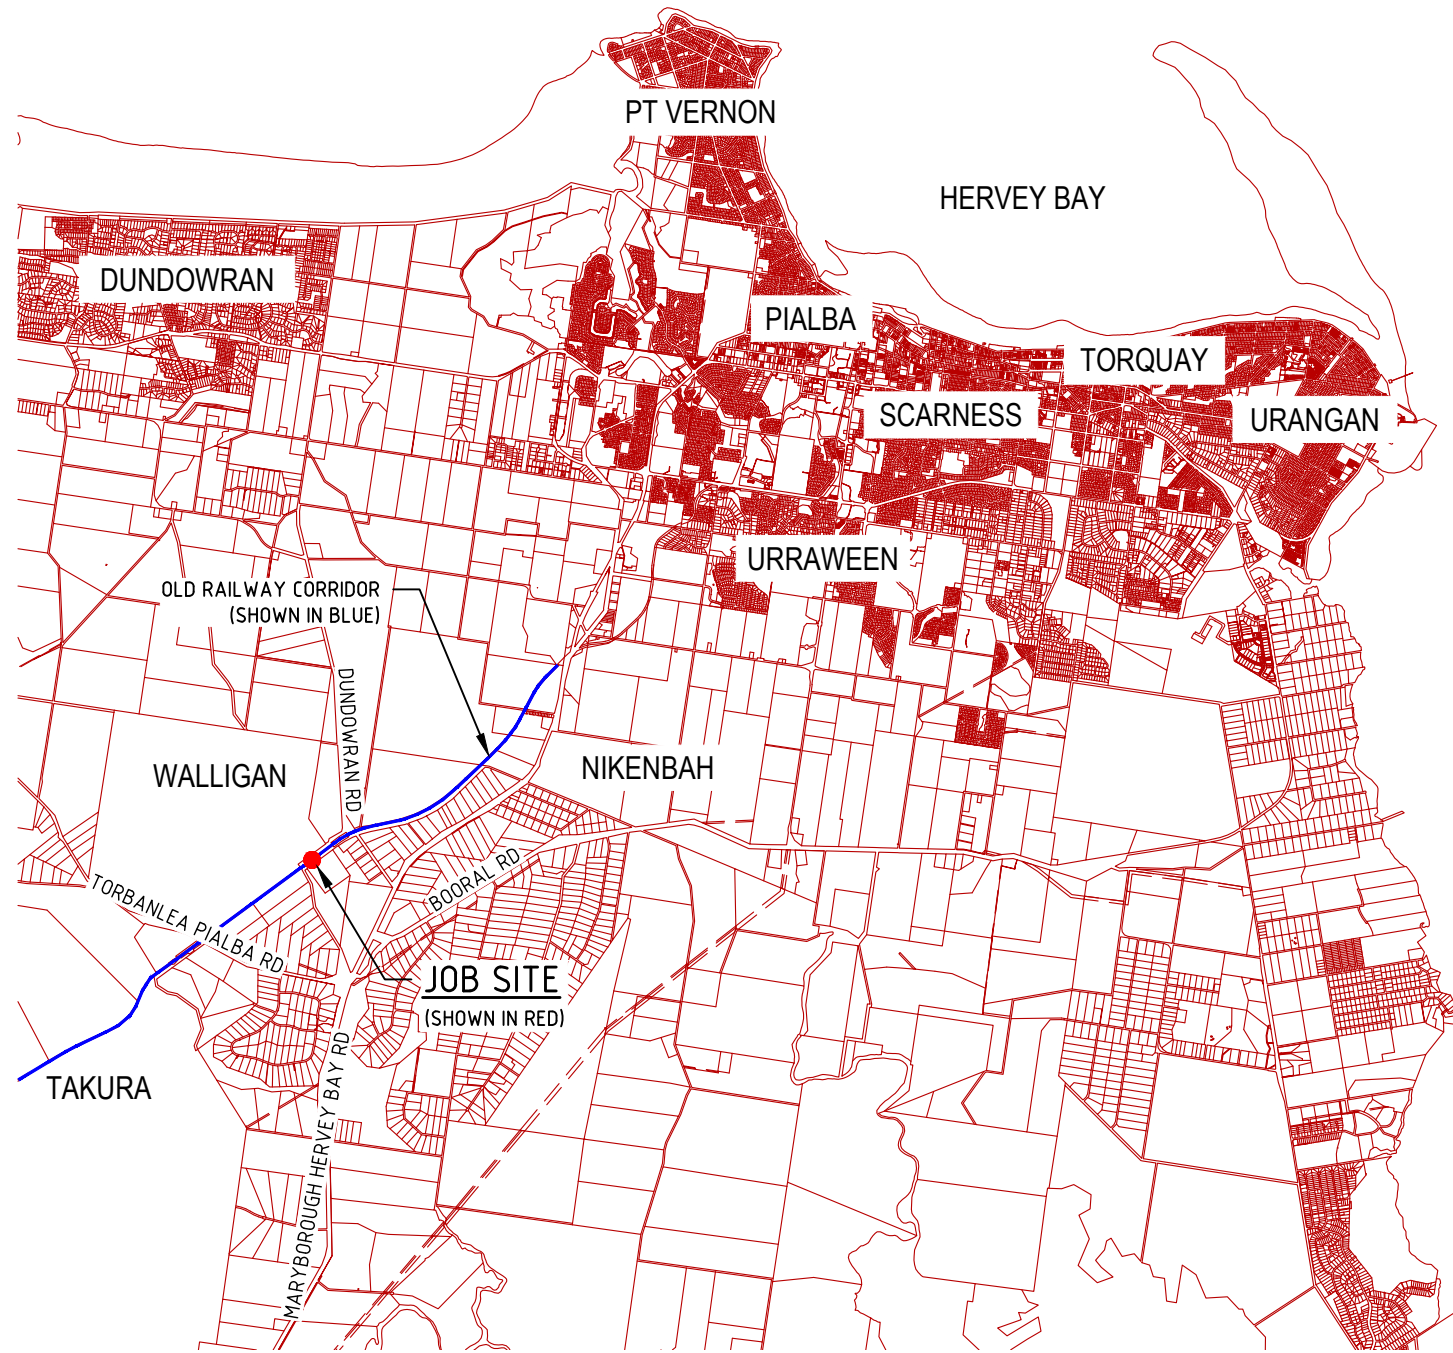 PT VERNON
HERVEY BAY
DUNDOWRAN
PIALBA
TORQUAY
SCARNESS
URANGAN
URRAWEEN
OLD RAILWAY CORRIDOR
(SHOWN IN BLUE)
DUNDOWRAN RD
WALLIGAN
NIKENBAH
BOORAL RD
TORBANLEA PIALBA RD
JOB SITE
(SHOWN IN RED)
TAKURA
MARYBOROUGH HERVEY BAY RD